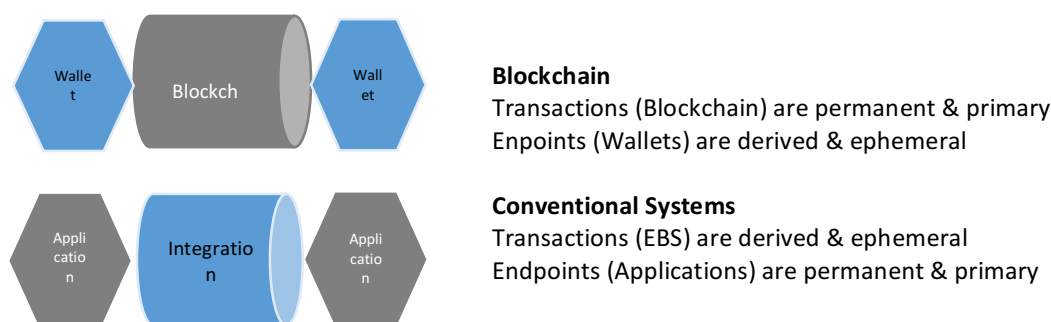 Walle
t
Blockch
Wall
et
Blockchain
Transactions (Blockchain) are permanent & primary
Enpoints (Wallets) are derived & ephemeral
Appli
catio
n
Integratio
n
Appli
catio
n
Conventional Systems
Transactions (EBS) are derived & ephemeral
Endpoints (Applications) are permanent & primary